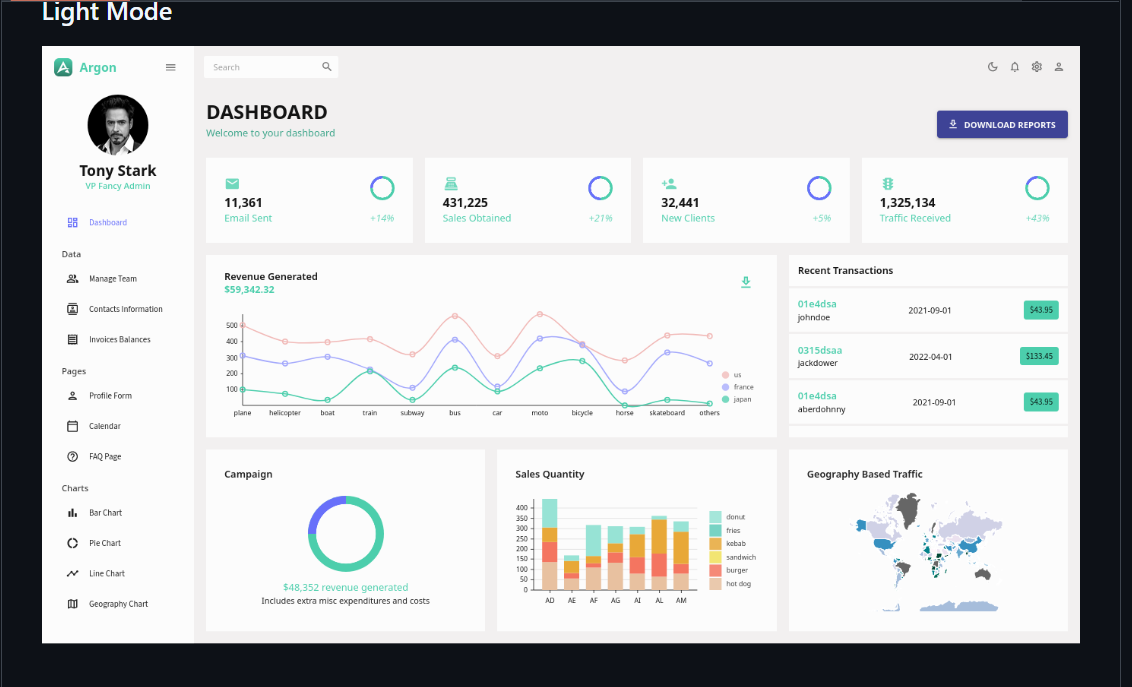 Light Mode
Argon
Search
Tony Stark
VP Fancy Admin
Dashboard
Data
Manage Team
Contacts Information
Invoices Balances
Pages
Profile Form
Calendar
FAQ Page
Charts
Bar Chart
Pie Chart
Line Chart
Geography Chart
DASHBOARD
Welcome to your dashboard
DOWNLOAD REPORTS
11,361
Email Sent
+14%
431,225
Sales Obtained
+21%
32,441
New Clients
+5%
1,325,134
Traffic Received
+43%
Revenue Generated
$59,342.32
500
400
300
200
100
plane helicopter boat train subway bus car moto bicycle horse skateboard others
us
france
japan
Recent Transactions
01e4dsa
johndoe
2021-09-01
$43.95
0315dsaa
jackdower
2022-04-01
$133.45
01e4dsa
aberdohnny
2021-09-01
$43.95
Campaign
$48,352 revenue generated
Includes extra misc expenditures and costs
Sales Quantity
400
350
300
250
200
150
100
50
0
AD AE AF AG AI AL AM
donut
fries
kebab
sandwich
burger
hot dog
Geography Based Traffic